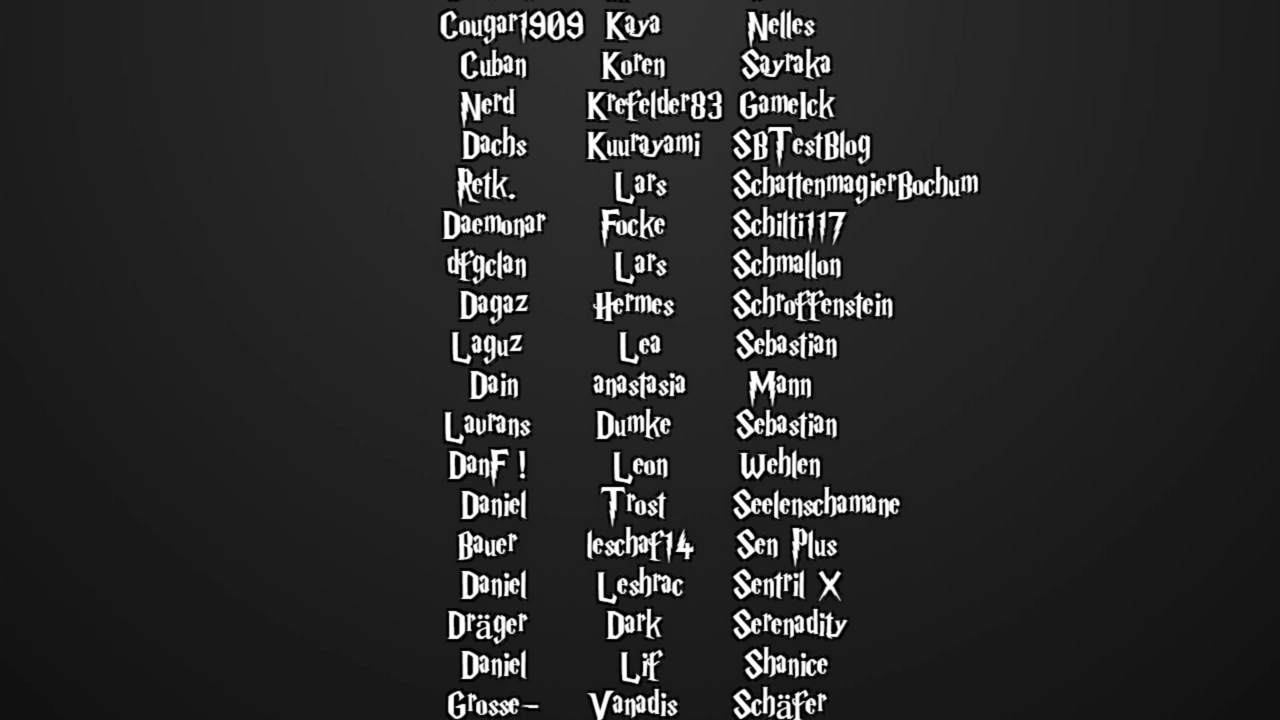 Cougar1909 Kaya Nelles
Cuban Koren Sayraka
Nerd Krefelder83 GameIck
Dachs Kuurayami SBTestBlog
Retk. Lars SchattenmagierBochum
Daemonar Focke Schilti117
dfgclan Lars Schmallon
Dagaz Hermes Schroffenstein
Laguz Lea Sebastian
Dain anastasia Mann
Laurans Dumke Sebastian
DanF ! Leon Wehlen
Daniel Trost Seelenschamane
Bauer leschaf14 Sen Plus
Daniel Leshrac Sentril X
Dräger Dark Serenadity
Daniel Lif Shanice
Grosse- Vanadis Schäfer